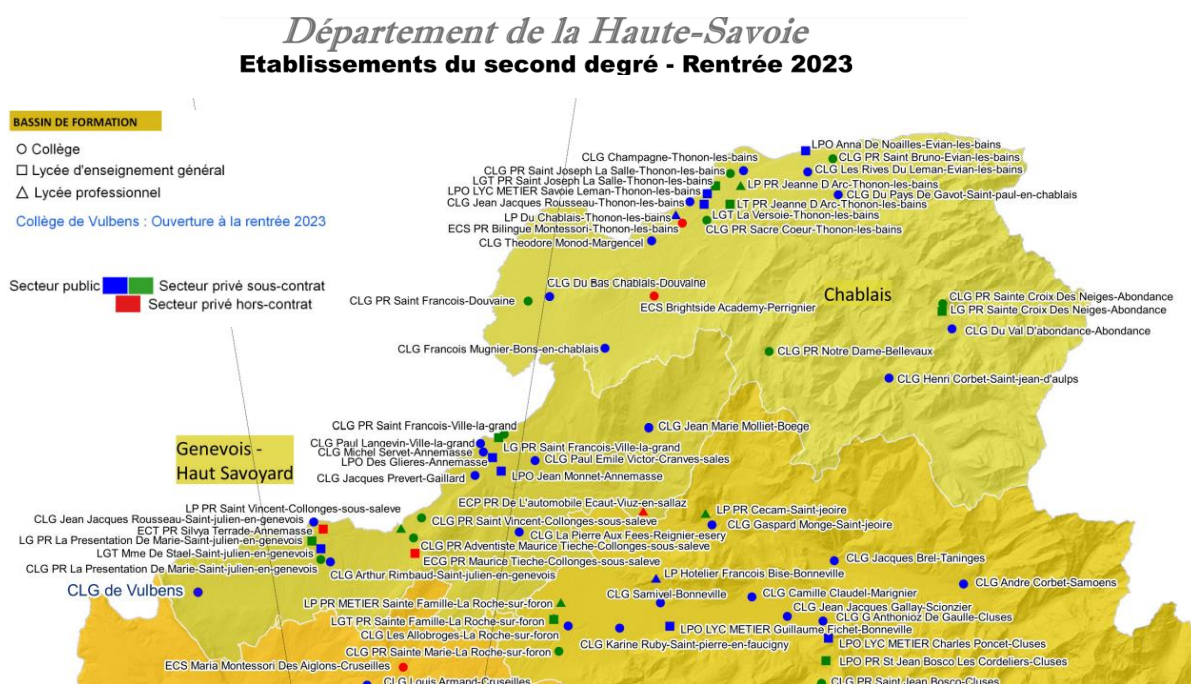 Département de la Haute-Savoie
Etablissements du second degré - Rentrée 2023
BASSIN DE FORMATION
Collège
Lycée d'enseignement général
Lycée professionnel
Collège de Vulbens : Ouverture à la rentrée 2023
Secteur public
Secteur privé sous-contrat
Secteur privé hors-contrat
LPO Anna De Noailles-Evian-les-bains
CLG Champagne-Thonon-les-bains
CLG PR Saint Bruno-Evian-les-bains
CLG PR Saint Joseph La Salle-Thonon-les-bains
CLG Les Rives Du Leman-Evian-les-bains
LGT PR Saint Joseph La Salle-Thonon-les-bains
LP PR Jeanne D Arc-Thonon-les-bains
LPO LYC METIER Savoie Leman-Thonon-les-bains
CLG Du Pays De Gavot-Saint-paul-en-chablais
CLG Jean Jacques Rousseau-Thonon-les-bains
LT PR Jeanne D Arc-Thonon-les-bains
LP Du Chablais-Thonon-les-bains
LGT La Versoie-Thonon-les-bains
ECS PR Bilingue Montessori-Thonon-les-bains
CLG PR Sacre Coeur-Thonon-les-bains
CLG Theodore Monod-Margencel
CLG Du Bas Chablais-Douvaine
CLG PR Saint Francois-Douvaine
ECS Brightside Academy-Perrignier
Chablais
CLG PR Sainte Croix Des Neiges-Abondance
LG PR Sainte Croix Des Neiges-Abondance
CLG Du Val D'abondance-Abondance
CLG Francois Mugnier-Bons-en-chablais
CLG PR Notre Dame-Bellevaux
CLG Henri Corbet-Saint-jean-d'aulps
CLG PR Saint Francois-Ville-la-grand
CLG Jean Marie Molliet-Boege
Genevois -
Haut Savoyard
CLG Paul Langevin-Ville-la-grand
LG PR Saint Francois-Ville-la-grand
CLG Michel Servet-Annemasse
LPO Des Glieres-Annemasse
CLG Paul Emile Victor-Cranves-sales
CLG Jacques Prevert-Gaillard
LPO Jean Monnet-Annemasse
ECP PR De L'automobile Ecaut-Viuz-en-sallaz
LP PR Saint Vincent-Collonges-sous-saleve
LP PR Cecam-Saint-jeoire
CLG Jean Jacques Rousseau-Saint-julien-en-genevois
CLG PR Saint Vincent-Collonges-sous-saleve
CLG Gaspard Monge-Saint-jeoire
ECT PR Silvya Terrade-Annemasse
CLG La Pierre Aux Fees-Reignier-esery
LG PR La Presentation De Marie-Saint-julien-en-genevois
CLG PR Adventiste Maurice Tieche-Collonges-sous-saleve
LGT Mme De Stael-Saint-julien-en-genevois
ECG PR Maurice Tieche-Collonges-sous-saleve
CLG Jacques Brel-Taninges
CLG PR La Presentation De Marie-Saint-julien-en-genevois
CLG Arthur Rimbaud-Saint-julien-en-genevois
LP Hotelier Francois Bise-Bonneville
CLG Andre Corbet-Samoens
CLG de Vulbens
CLG Samivel-Bonneville
CLG Camille Claudel-Marignier
LP PR METIER Sainte Famille-La Roche-sur-foron
CLG Jean Jacques Gallay-Scionzier
LGT PR Sainte Famille-La Roche-sur-foron
CLG G Anthonioz De Gaulle-Cluses
CLG Les Allobroges-La Roche-sur-foron
LPO LYC METIER Guillaume Fichet-Bonneville
CLG Karine Ruby-Saint-pierre-en-faucigny
LPO LYC METIER Charles Poncet-Cluses
CLG PR Sainte Marie-La Roche-sur-foron
LPO PR St Jean Bosco Les Cordeliers-Cluses
ECS Maria Montessori Des Aiglons-Cruseilles
CLG Louis Armand-Cruseilles
CLG PR Saint Jean Bosco-Cluses